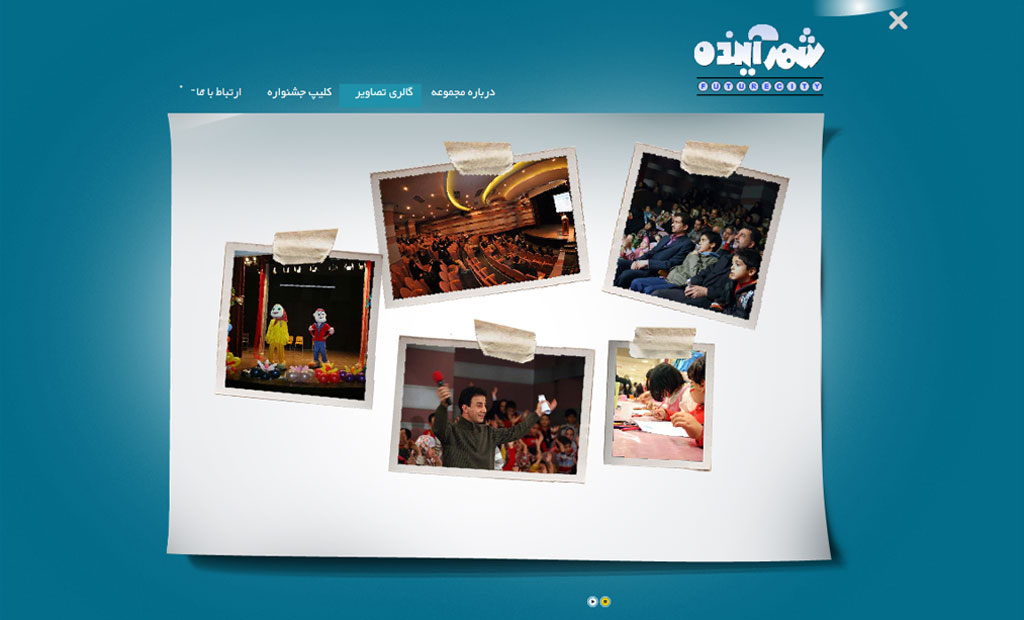 شهر آینده
FUTURECITY
درباره مجموعه
گالری تصاویر
کلیپ جشنواره
ارتباط با ما